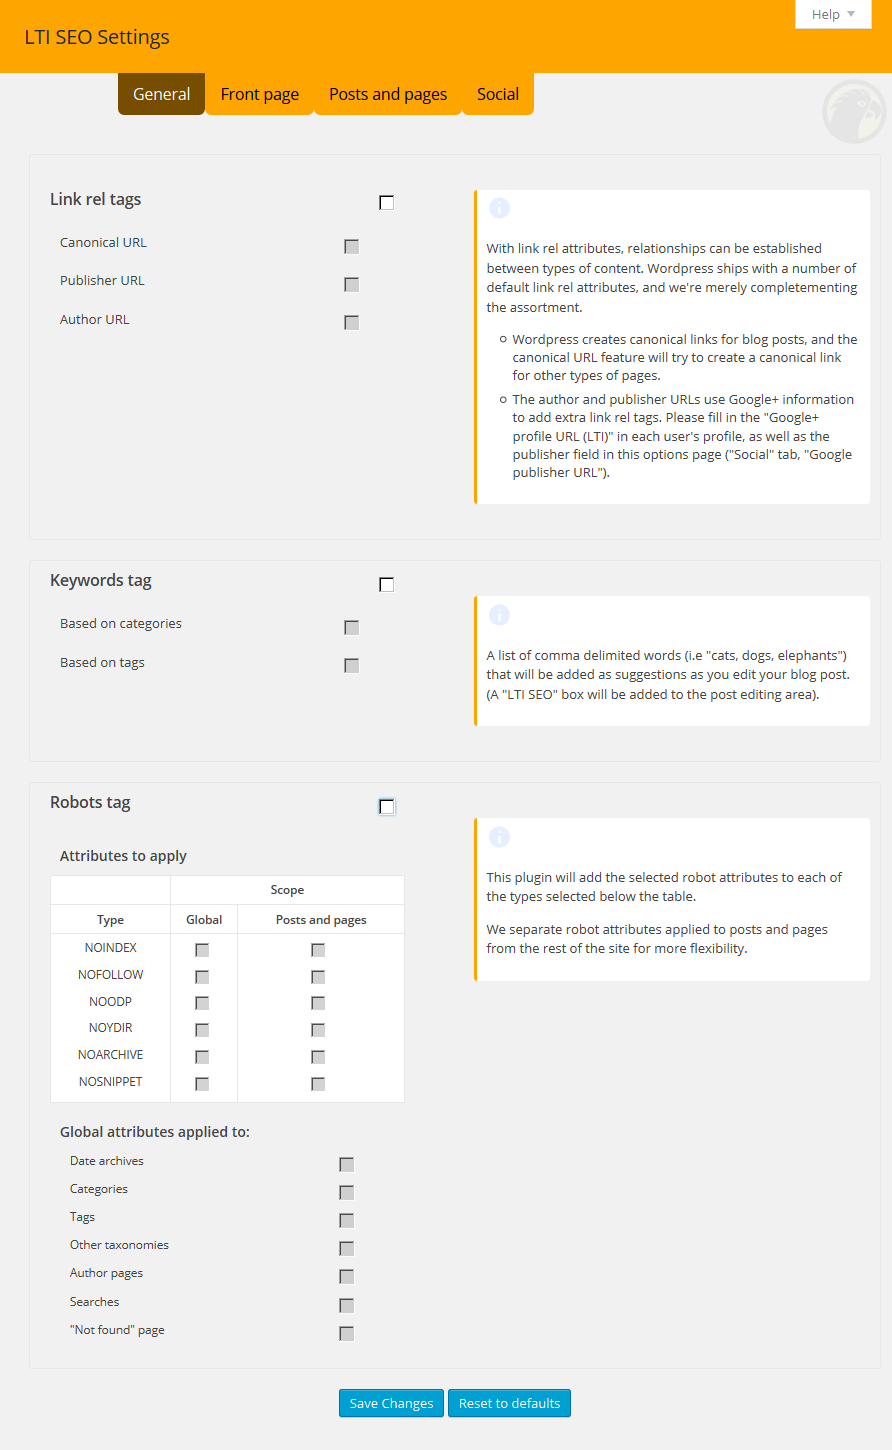 Help
LTI SEO Settings
General Front page Posts and pages Social
Link rel tags
Canonical URL
Publisher URL
Author URL
With link rel attributes, relationships can be established
between types of content. Wordpress ships with a number of
default link rel attributes, and we're merely completementing
the assortment.
Wordpress creates canonical links for blog posts, and the
canonical URL feature will try to create a canonical link
for other types of pages.
The author and publisher URLs use Google+ information
to add extra link rel tags. Please fill in the "Google+
profile URL (LTI)" in each user's profile, as well as the
publisher field in this options page ("Social" tab, "Google
publisher URL").
Keywords tag
Based on categories
Based on tags
A list of comma delimited words (i.e "cats, dogs, elephants")
that will be added as suggestions as you edit your blog post.
(A "LTI SEO" box will be added to the post editing area).
Robots tag
Attributes to apply
Scope
Type Global Posts and pages
NOINDEX
NOFOLLOW
NOODP
NOYDIR
NOARCHIVE
NOSNIPPET
This plugin will add the selected robot attributes to each of
the types selected below the table.
We separate robot attributes applied to posts and pages
from the rest of the site for more flexibility.
Global attributes applied to:
Date archives
Categories
Tags
Other taxonomies
Author pages
Searches
"Not found" page
Save Changes Reset to defaults